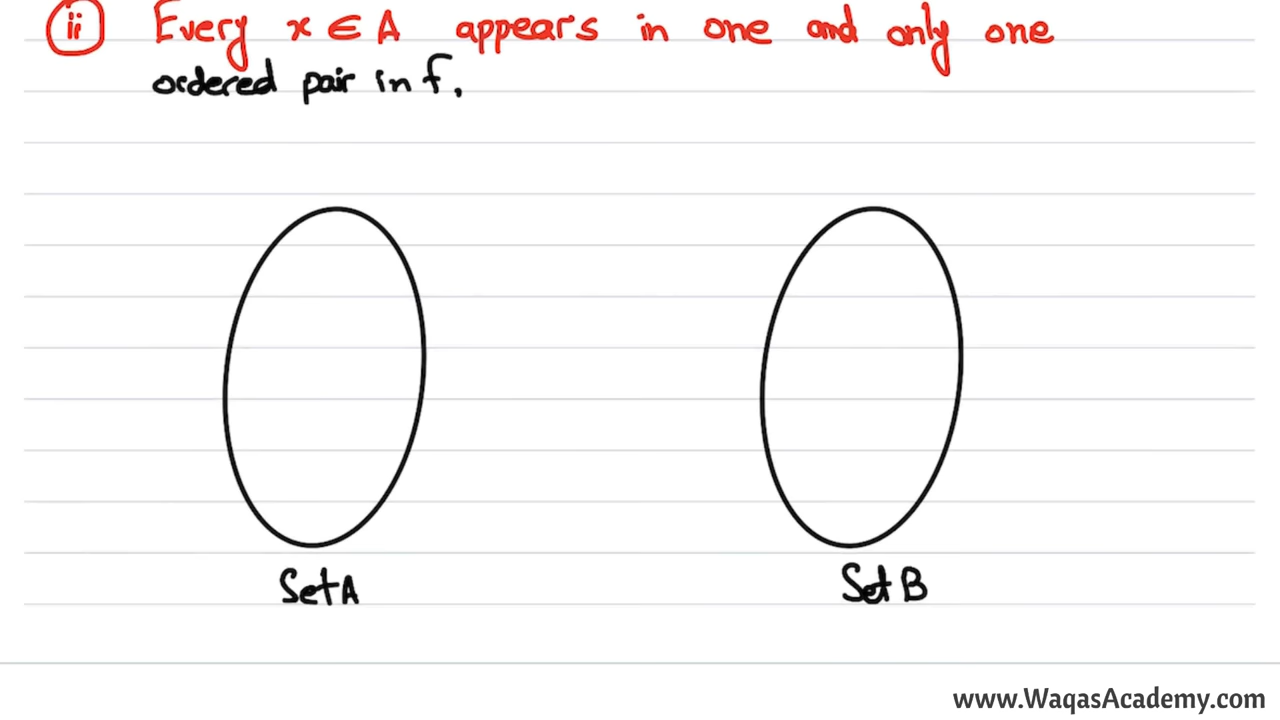 ii Every x ∈ A appears in one and only one
ordered pair in f.
Set A
Set B
www.WaqasAcademy.com